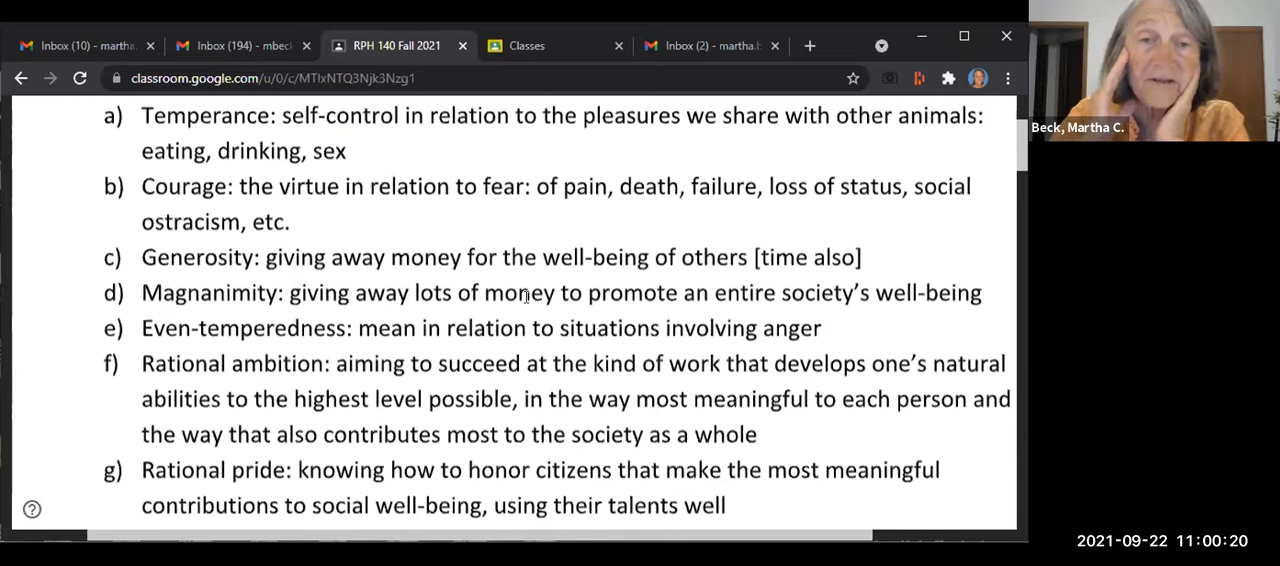 Inbox (10) - martha.
Inbox (194) - mbeck
RPH 140 Fall 2021
Classes
Inbox (2) - martha.b
classroom.google.com/u/0/c/MTIxNTQ3Njk3Nzg1
a) Temperance: self-control in relation to the pleasures we share with other animals:
eating, drinking, sex
b) Courage: the virtue in relation to fear: of pain, death, failure, loss of status, social
ostracism, etc.
c) Generosity: giving away money for the well-being of others [time also]
d) Magnanimity: giving away lots of money to promote an entire society's well-being
e) Even-temperedness: mean in relation to situations involving anger
f) Rational ambition: aiming to succeed at the kind of work that develops one's natural
abilities to the highest level possible, in the way most meaningful to each person and
the way that also contributes most to the society as a whole
g) Rational pride: knowing how to honor citizens that make the most meaningful
contributions to social well-being, using their talents well
Beck, Martha C.
2021-09-22 11:00:20